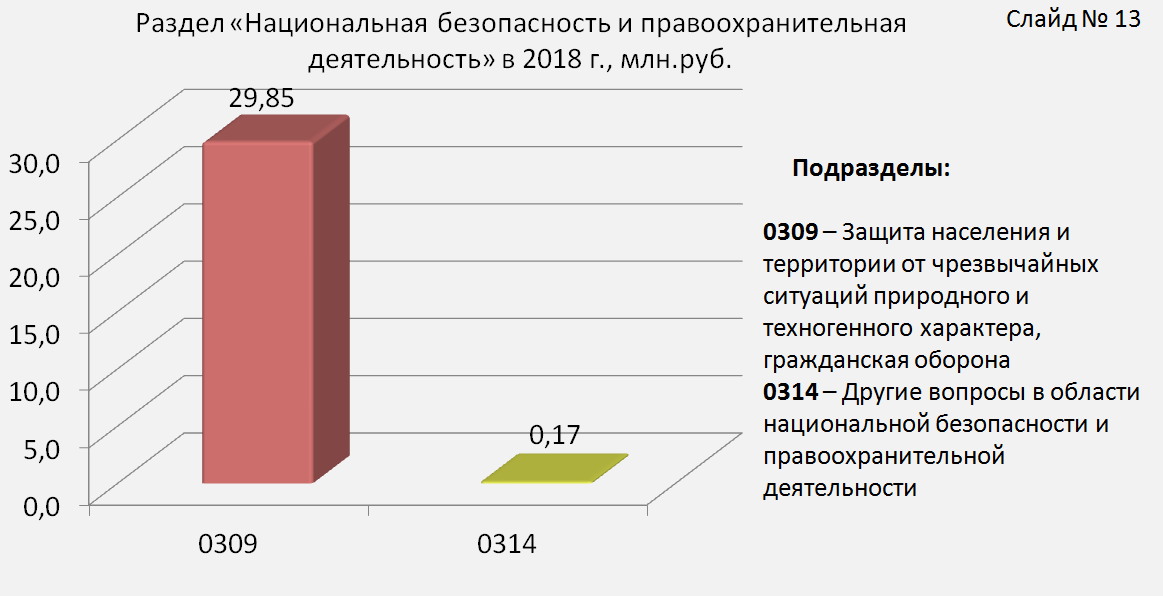 Слайд № 13
Раздел «Национальная безопасность и правоохранительная
деятельность» в 2018 г., млн.руб.
29,85
30,0
25,0
20,0
15,0
10,0
5,0
0,0
0,17
0309
0314
Подразделы:
0309 – Защита населения и
территории от чрезвычайных
ситуаций природного и
техногенного характера,
гражданская оборона
0314 – Другие вопросы в области
национальной безопасности и
правоохранительной
деятельности